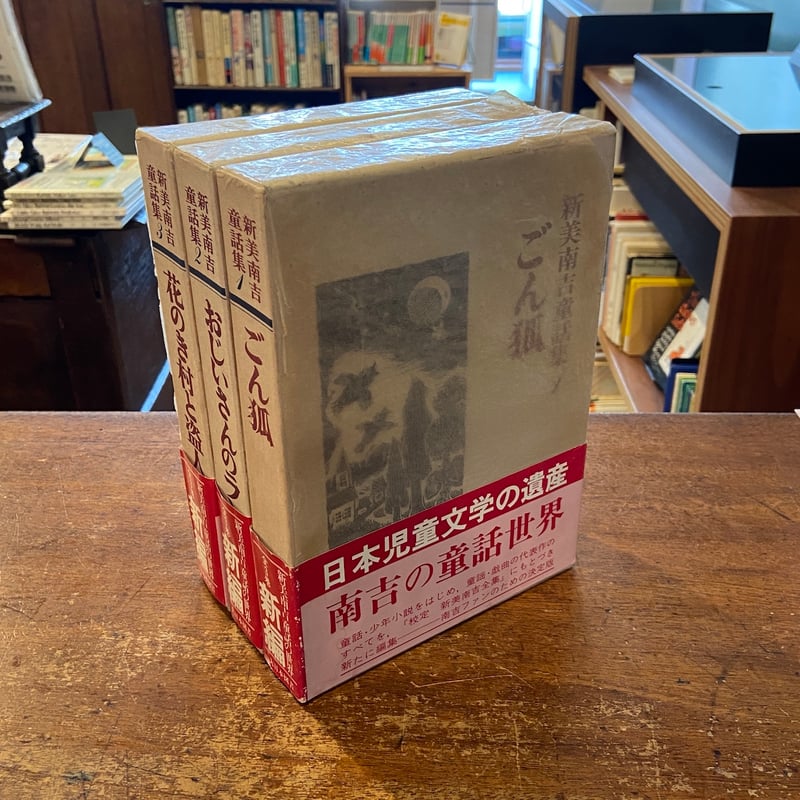 新美南吉
童話集3
花のき村と盗人
新編
新美南吉
童話集2
おじいさんのラ
新編
新美南吉
童話集1
ごん狐
新編
新美南吉童話集1
ごん狐
日本児童文学の遺産
南吉の童話世界
童話・少年小説をはじめ、童話・戯曲の代表作の
すべてを、『校定 新美南吉全集』にもとづき
新たに編集───南吉ファンのための決定版